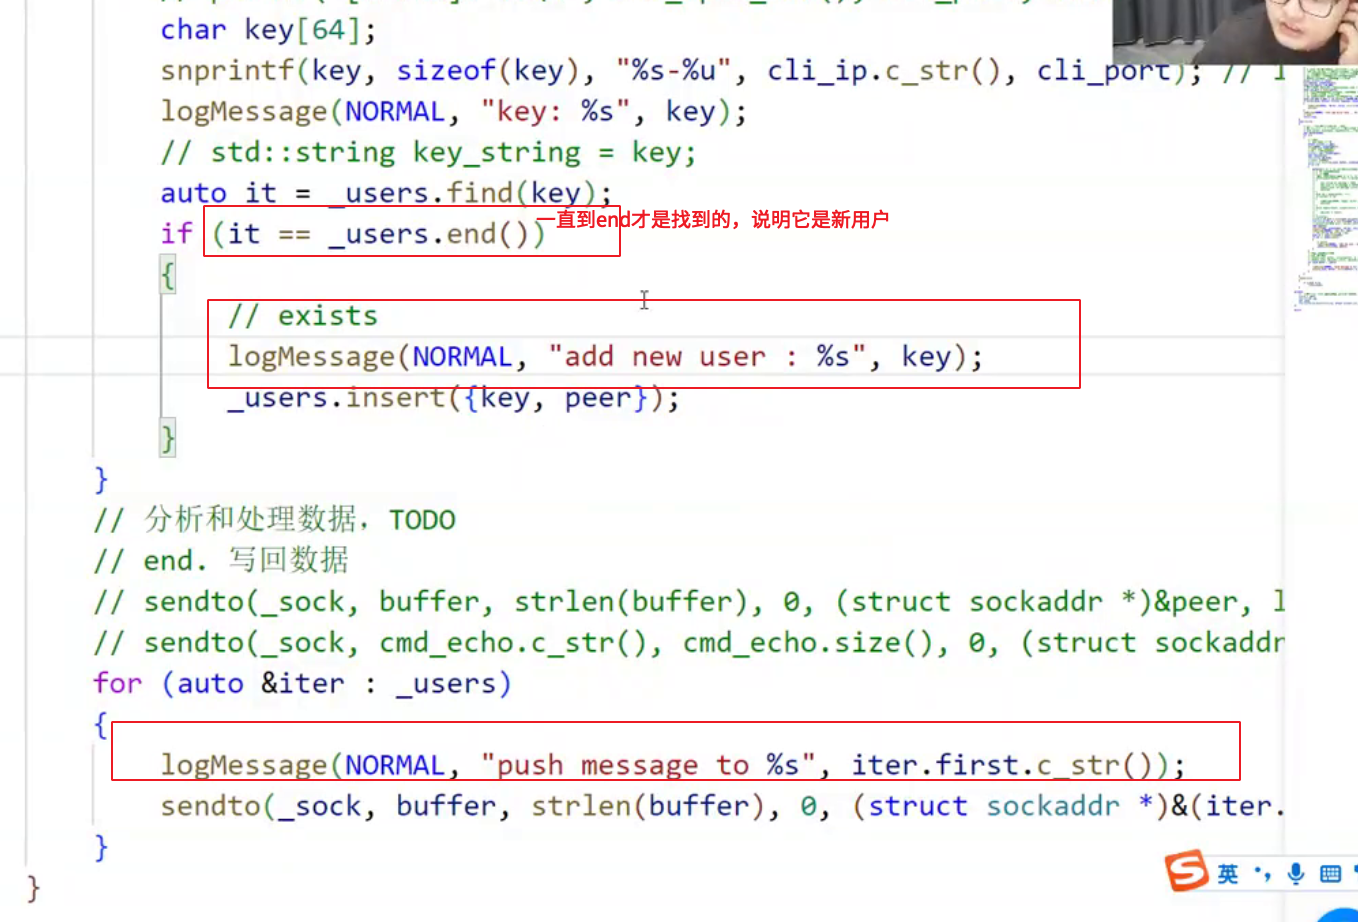 char key[64];
snprintf(key, sizeof(key), "%s-%u", cli_ip.c_str(), cli_port); // 1
logMessage(NORMAL, "key: %s", key);
// std::string key_string = key;
auto it = _users.find(key);
if (it == _users.end())
一直到end才是找到的，说明它是新用户
{
// exists
logMessage(NORMAL, "add new user : %s", key);
_users.insert({key, peer});
}
}
// 分析和处理数据，TODO
// end. 写回数据
// sendto(_sock, buffer, strlen(buffer), 0, (struct sockaddr *)&peer, l
// sendto(_sock, cmd_echo.c_str(), cmd_echo.size(), 0, (struct sockaddr
for (auto &iter : _users)
{
logMessage(NORMAL, "push message to %s", iter.first.c_str());
sendto(_sock, buffer, strlen(buffer), 0, (struct sockaddr *)&(iter.
}
}
英